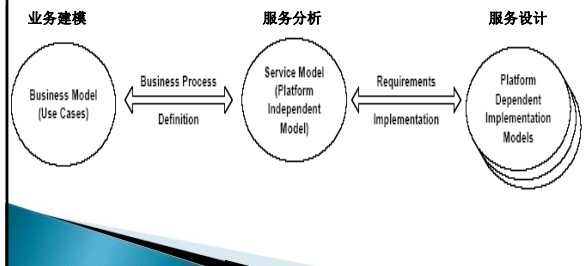 业务建模
服务分析
服务设计
Business Model
(Use Cases)
Business Process
Definition
Service Model
(Platform
Independent
Model)
Requirements
Implementation
Platform
Dependent
Implementation
Models